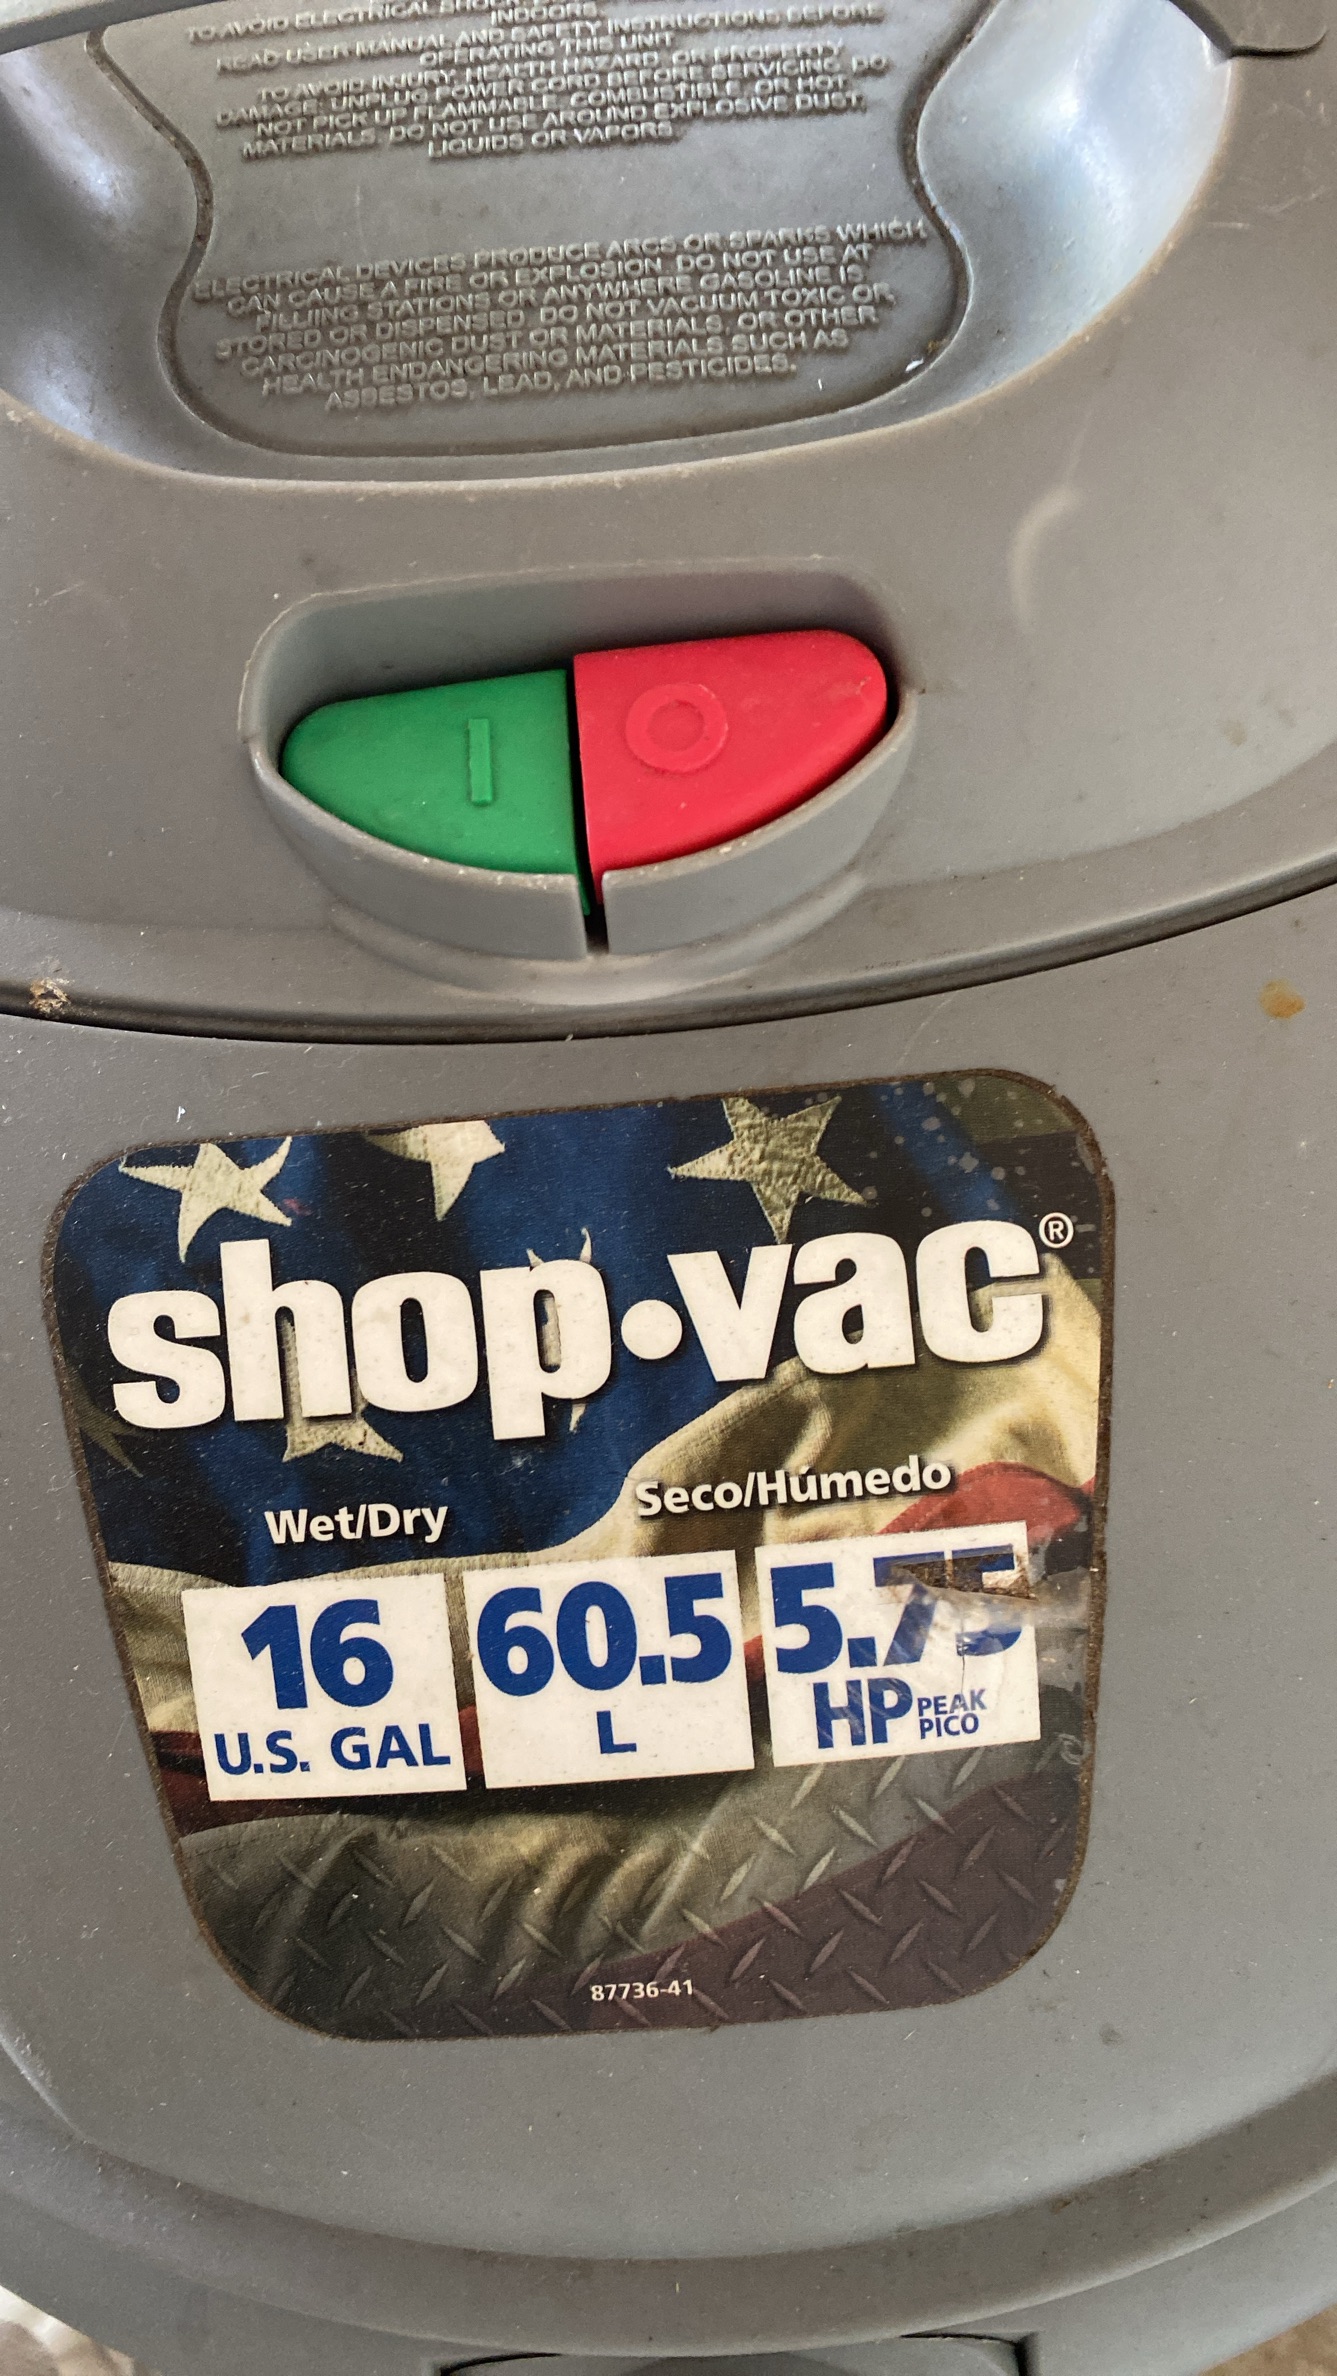 TO AVOID ELECTRICAL SHOCK
INDOORS.
READ USER MANUAL AND SAFETY INSTRUCTIONS BEFORE
OPERATING THIS UNIT
TO AVOID INJURY, HEALTH HAZARD, OR PROPERTY
DAMAGE: UNPLUG POWER CORD BEFORE SERVICING. DO
NOT PICK UP FLAMMABLE, COMBUSTIBLE, OR HOT
MATERIALS. DO NOT USE AROUND EXPLOSIVE DUST,
LIQUIDS OR VAPORS.
ELECTRICAL DEVICES PRODUCE ARCS OR SPARKS WHICH
CAN CAUSE A FIRE OR EXPLOSION. DO NOT USE AT
FILLIING STATIONS OR ANYWHERE GASOLINE IS
STORED OR DISPENSED. DO NOT VACUUM TOXIC OR
CARCINOGENIC DUST OR MATERIALS, OR OTHER
HEALTH ENDANGERING MATERIALS SUCH AS
ASBESTOS, LEAD, AND PESTICIDES.
I O
shop·vac®
Wet/Dry Seco/Húmedo
16 60.5 5.75
U.S. GAL L HP PEAK
PICO
87736-41